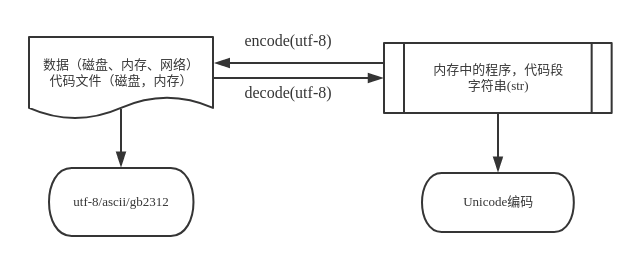 encode(utf-8)
数据（磁盘、内存、网络）
代码文件（磁盘，内存）
内存中的程序，代码段
字符串(str)
decode(utf-8)
utf-8/ascii/gb2312
Unicode编码